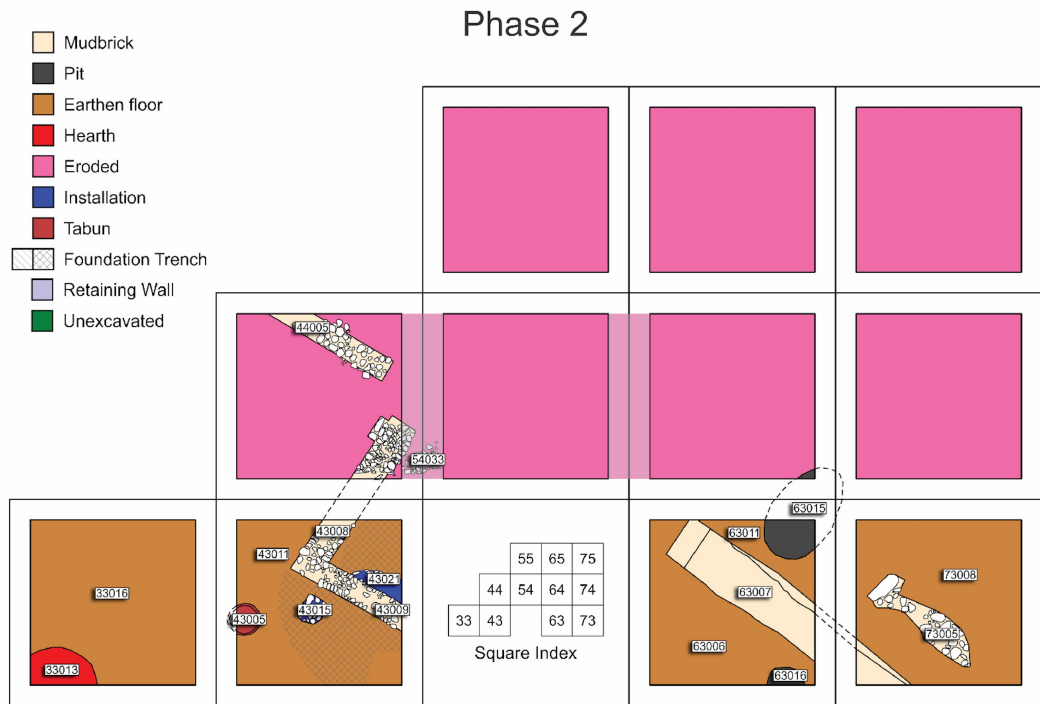 Phase 2
Mudbrick
Pit
Earthen floor
Hearth
Eroded
Installation
Tabun
Foundation Trench
Retaining Wall
Unexcavated
44005
54033
63015
43008
43011
63011
43021
33016
63007
73008
43015
43009
43005
73005
63006
33013
63016
55 65 75
44 54 64 74
33 43 63 73
Square Index